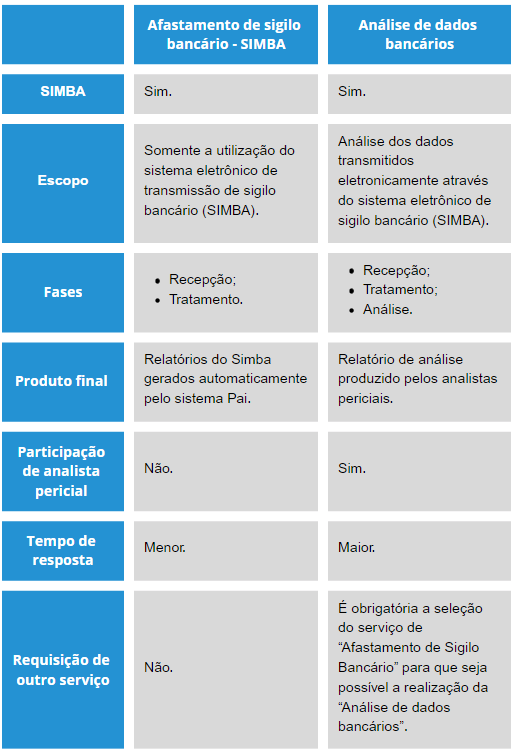 Afastamento de sigilo
bancário - SIMBA
Análise de dados
bancários
SIMBA
Sim.
Sim.
Escopo
Somente a utilização do
sistema eletrônico de
transmissão de sigilo
bancário (SIMBA).
Análise dos dados
transmitidos
eletronicamente através
do sistema eletrônico de
sigilo bancário (SIMBA).
Fases
• Recepção;
• Tratamento.
• Recepção;
• Tratamento;
• Análise.
Produto final
Relatórios do Simba
gerados automaticamente
pelo sistema Pai.
Relatório de análise
produzido pelos analistas
periciais.
Participação
de analista
pericial
Não.
Sim.
Tempo de
resposta
Menor.
Maior.
Requisição de
outro serviço
Não.
É obrigatória a seleção
do serviço de
“Afastamento de Sigilo
Bancário” para que seja
possível a realização da
“Análise de dados
bancários”.